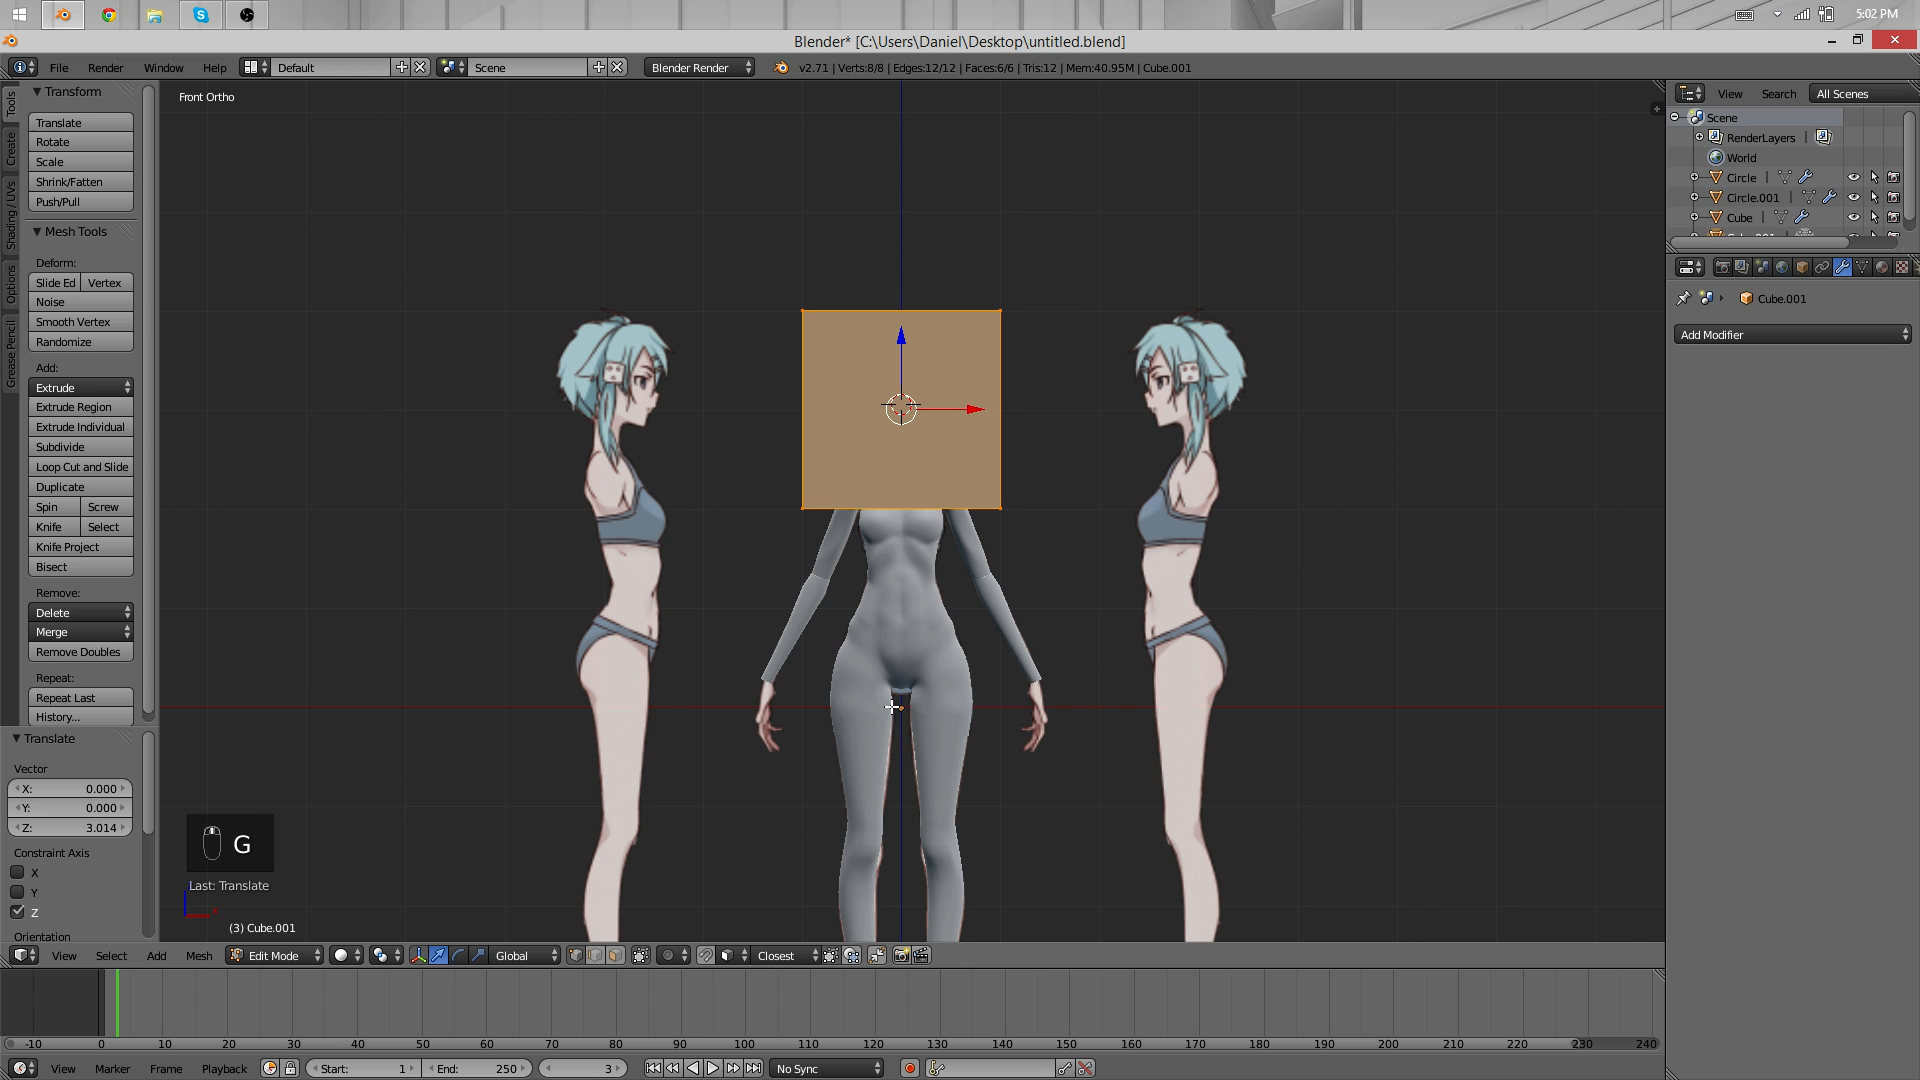 5:02 PM
Blender* [C:\Users\Daniel\Desktop\untitled.blend]
File Render Window Help Default Scene Blender Render v2.71 | Verts:8/8 | Edges:12/12 | Faces:6/6 | Tris:12 | Mem:40.95M | Cube.001
Tools
Create
Shading / UVs
Options
Grease Pencil
Transform
Translate
Rotate
Scale
Shrink/Fatten
Push/Pull
Mesh Tools
Deform:
Slide Ed Vertex
Noise
Smooth Vertex
Randomize
Add:
Extrude
Extrude Region
Extrude Individual
Subdivide
Loop Cut and Slide
Duplicate
Spin Screw
Knife Select
Knife Project
Bisect
Remove:
Delete
Merge
Remove Doubles
Repeat:
Repeat Last
History...
Translate
Vector
X: 0.000
Y: 0.000
Z: 3.014
Constraint Axis
X
Y
Z
Orientation
Front Ortho
G
Last: Translate
(3) Cube.001
View Search All Scenes
Scene
RenderLayers
World
Circle
Circle.001
Cube
Cube.001
Add Modifier
View Select Add Mesh Edit Mode Global Closest
-10 0 10 20 30 40 50 60 70 80 90 100 110 120 130 140 150 160 170 180 190 200 210 220 230 240
View Marker Frame Playback Start: 1 End: 250 3 No Sync